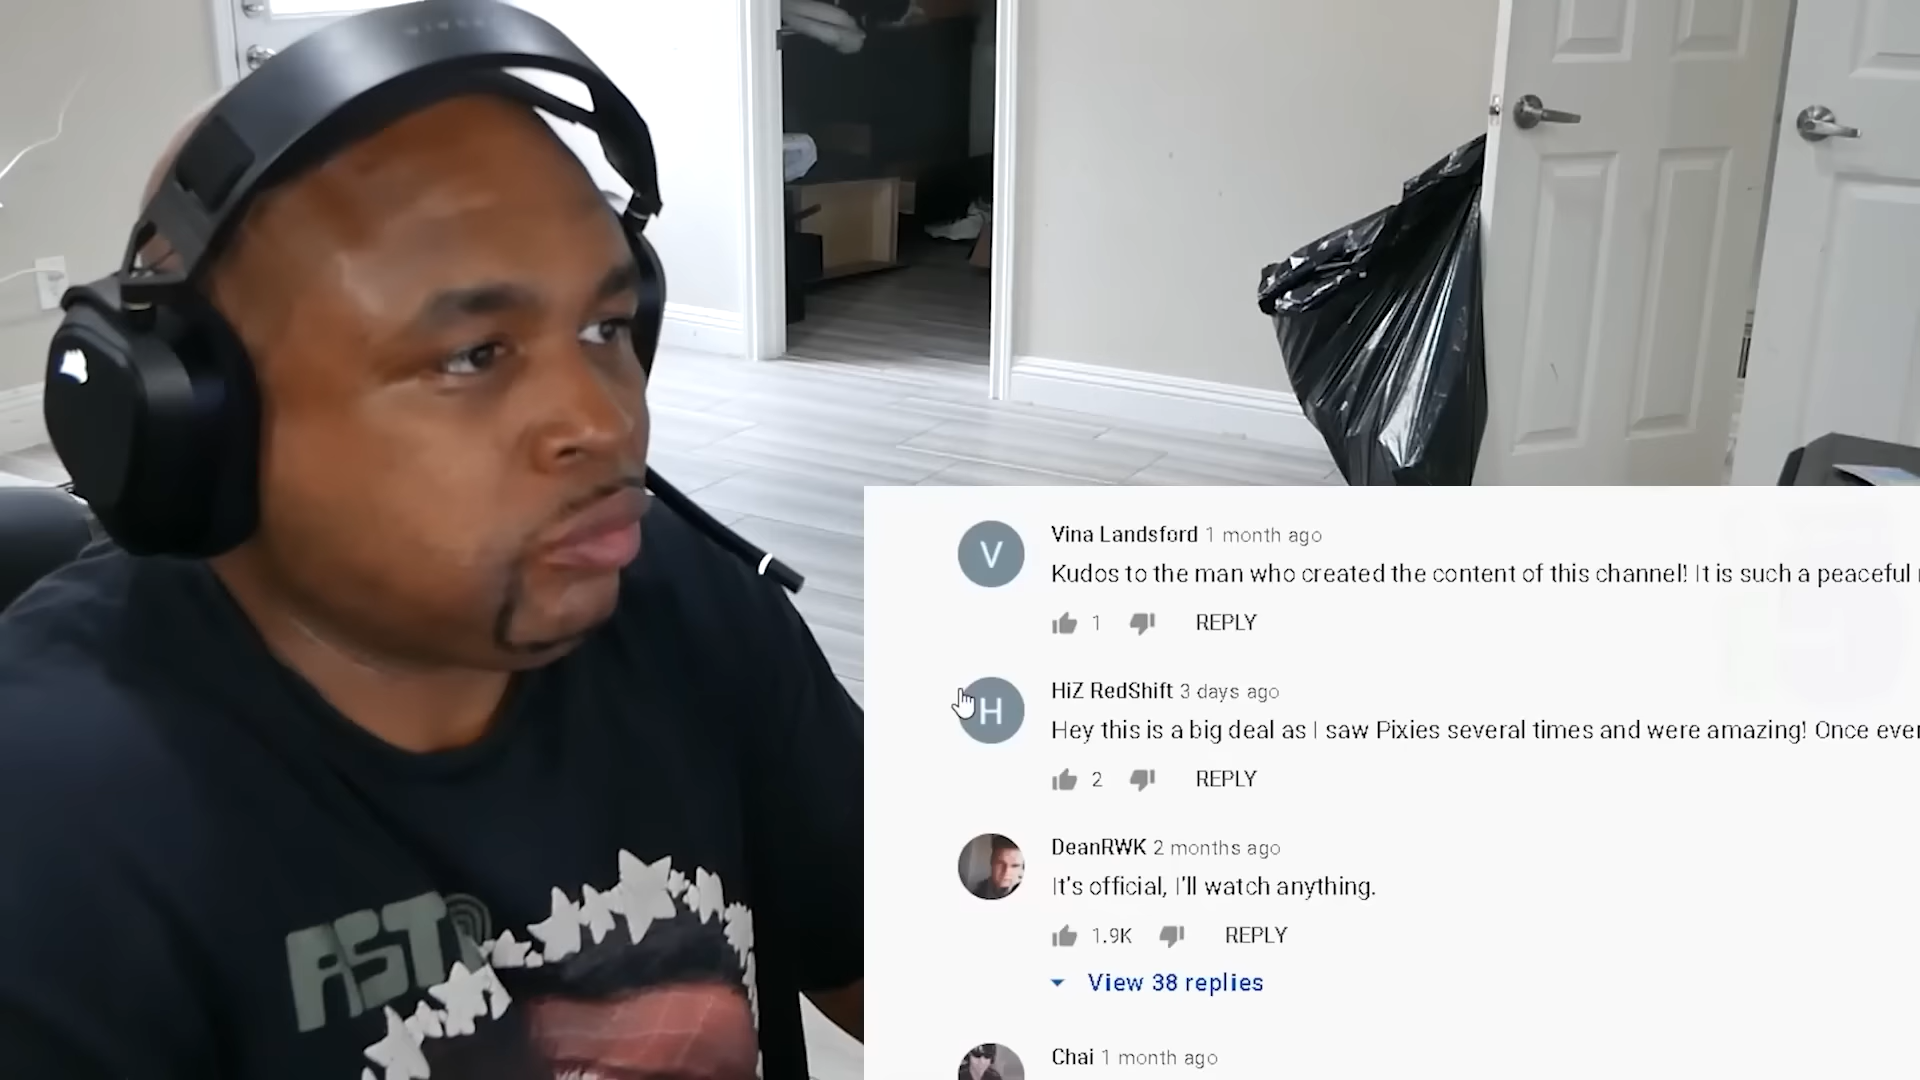 Vina Landsford 1 month ago
Kudos to the man who created the content of this channel! It is such a peaceful
1
REPLY
HiZ RedShift 3 days ago
Hey this is a big deal as I saw Pixies several times and were amazing! Once ever
2
REPLY
DeanRWK 2 months ago
It's official, I'll watch anything.
1.9K
REPLY
View 38 replies
Chai 1 month ago
V
H
ASTR